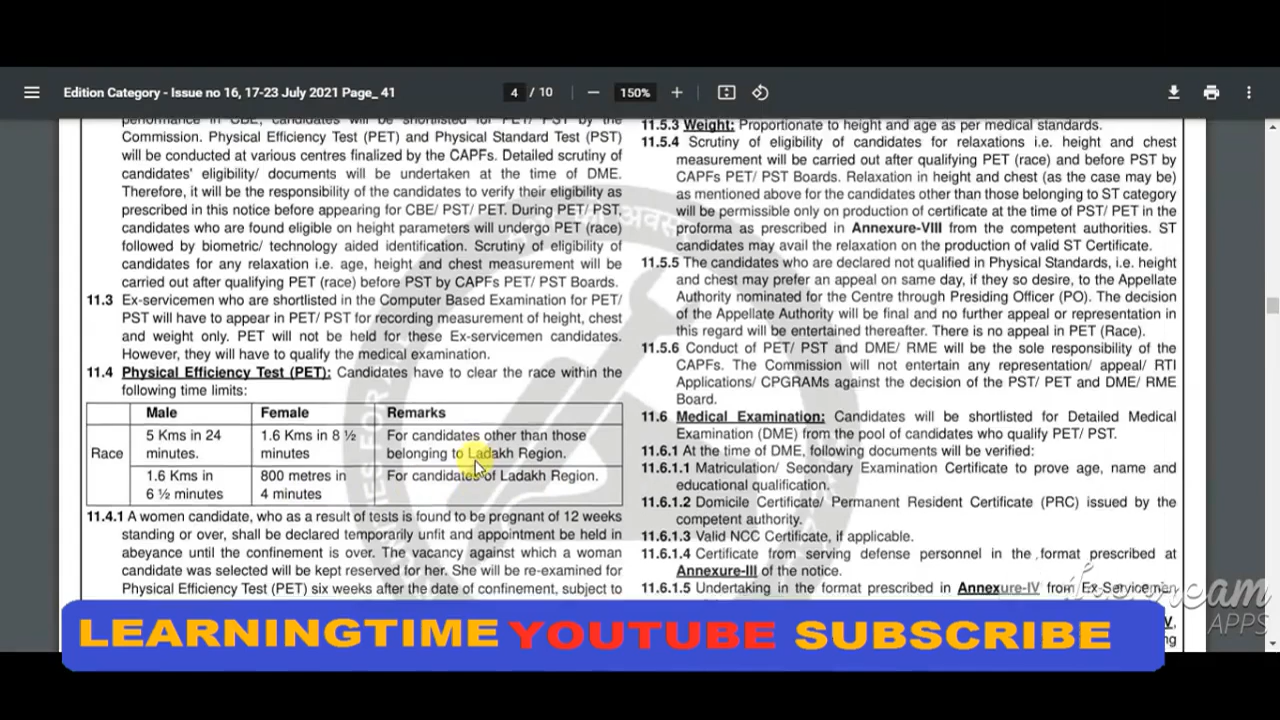 Edition Category - Issue no 16, 17-23 July 2021 Page_ 41
4 / 10
150%
performance in CBE, candidates will be shortlisted for PET/ PST by the
Commission. Physical Efficiency Test (PET) and Physical Standard Test (PST)
will be conducted at various centres finalized by the CAPFs. Detailed scrutiny of
candidates' eligibility/ documents will be undertaken at the time of DME.
Therefore, it will be the responsibility of the candidates to verify their eligibility as
prescribed in this notice before appearing for CBE/ PST/ PET. During PET/ PST,
candidates who are found eligible on height parameters will undergo PET (race)
followed by biometric/ technology aided identification. Scrutiny of eligibility of
candidates for any relaxation i.e. age, height and chest measurement will be
carried out after qualifying PET (race) before PST by CAPFS PET/ PST Boards.
11.3 Ex-servicemen who are shortlisted in the Computer Based Examination for PET/
PST will have to appear in PET/ PST for recording measurement of height, chest
and weight only. PET will not be held for these Ex-servicemen candidates.
However, they will have to qualify the medical examination.
11.4 Physical Efficiency Test (PET): Candidates have to clear the race within the
following time limits:
Male Female Remarks
Race
5 Kms in 24 1.6 Kms in 8 ½ For candidates other than those
minutes. minutes belonging to Ladakh Region.
1.6 Kms in 800 metres in For candidates of Ladakh Region.
6 ½ minutes 4 minutes
11.4.1 A women candidate, who as a result of tests is found to be pregnant of 12 weeks
standing or over, shall be declared temporarily unfit and appointment be held in
abeyance until the confinement is over. The vacancy against which a woman
candidate was selected will be kept reserved for her. She will be re-examined for
Physical Efficiency Test (PET) six weeks after the date of confinement, subject to
11.5.3 Weight: Proportionate to height and age as per medical standards.
11.5.4 Scrutiny of eligibility of candidates for relaxations i.e. height and chest
measurement will be carried out after qualifying PET (race) and before PST by
CAPFs PET/ PST Boards. Relaxation in height and chest (as the case may be)
as mentioned above for the candidates other than those belonging to ST category
will be permissible only on production of certificate at the time of PST/ PET in the
proforma as prescribed in Annexure-VIII from the competent authorities. ST
candidates may avail the relaxation on the production of valid ST Certificate.
11.5.5 The candidates who are declared not qualified in Physical Standards, i.e. height
and chest may prefer an appeal on same day, if they so desire, to the Appellate
Authority nominated for the Centre through Presiding Officer (PO). The decision
of the Appellate Authority will be final and no further appeal or representation in
this regard will be entertained thereafter. There is no appeal in PET (Race).
11.5.6 Conduct of PET/ PST and DME/ RME will be the sole responsibility of the
CAPFs. The Commission will not entertain any representation/ appeal/ RTI
Applications/ CPGRAMs against the decision of the PST/ PET and DME/ RME
Board.
11.6 Medical Examination: Candidates will be shortlisted for Detailed Medical
Examination (DME) from the pool of candidates who qualify PET/ PST.
11.6.1 At the time of DME, following documents will be verified:
11.6.1.1 Matriculation/ Secondary Examination Certificate to prove age, name and
educational qualification.
11.6.1.2 Domicile Certificate/ Permanent Resident Certificate (PRC) issued by the
competent authority.
11.6.1.3 Valid NCC Certificate, if applicable.
11.6.1.4 Certificate from serving defense personnel in the format prescribed at
Annexure-III of the notice.
11.6.1.5 Undertaking in the format prescribed in Annexure-IV from Ex-Servicemen
APPS
LEARNINGTIME YOUTUBE SUBSCRIBE